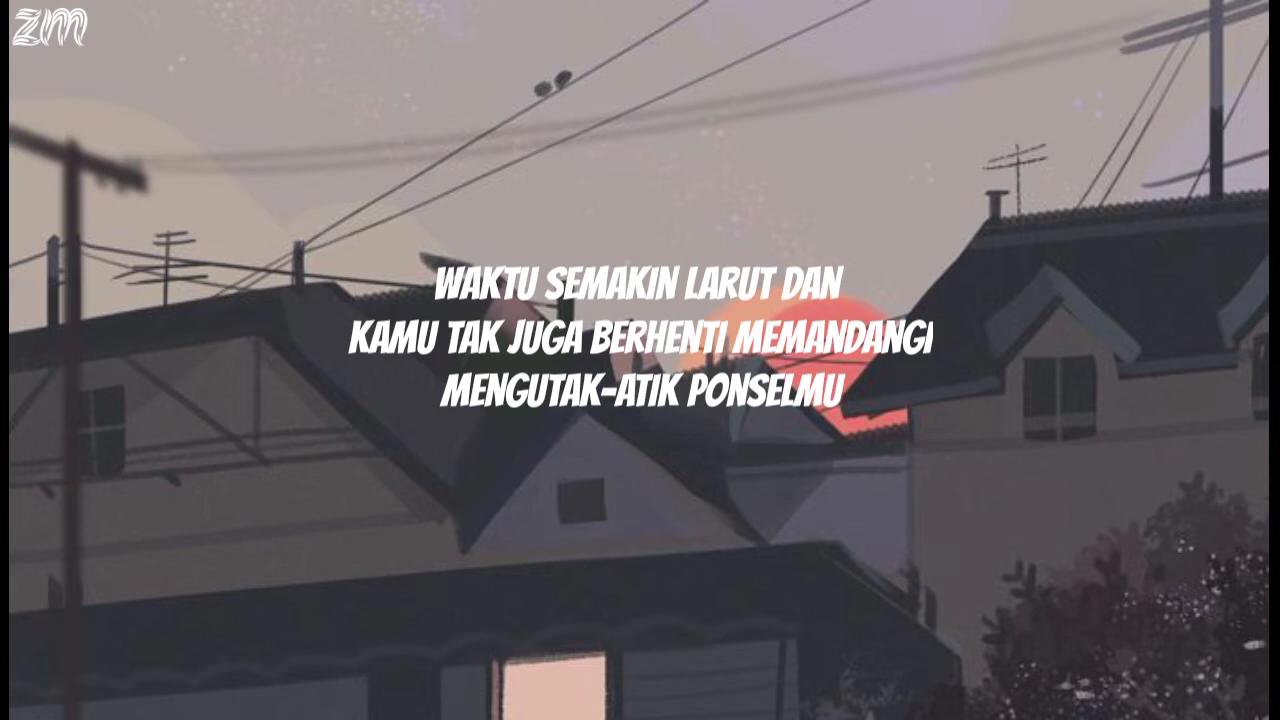 ZM
WAKTU SEMAKIN LARUT DAN
KAMU TAK JUGA BERHENTI MEMANDANGI
MENGUTAK-ATIK PONSELMU